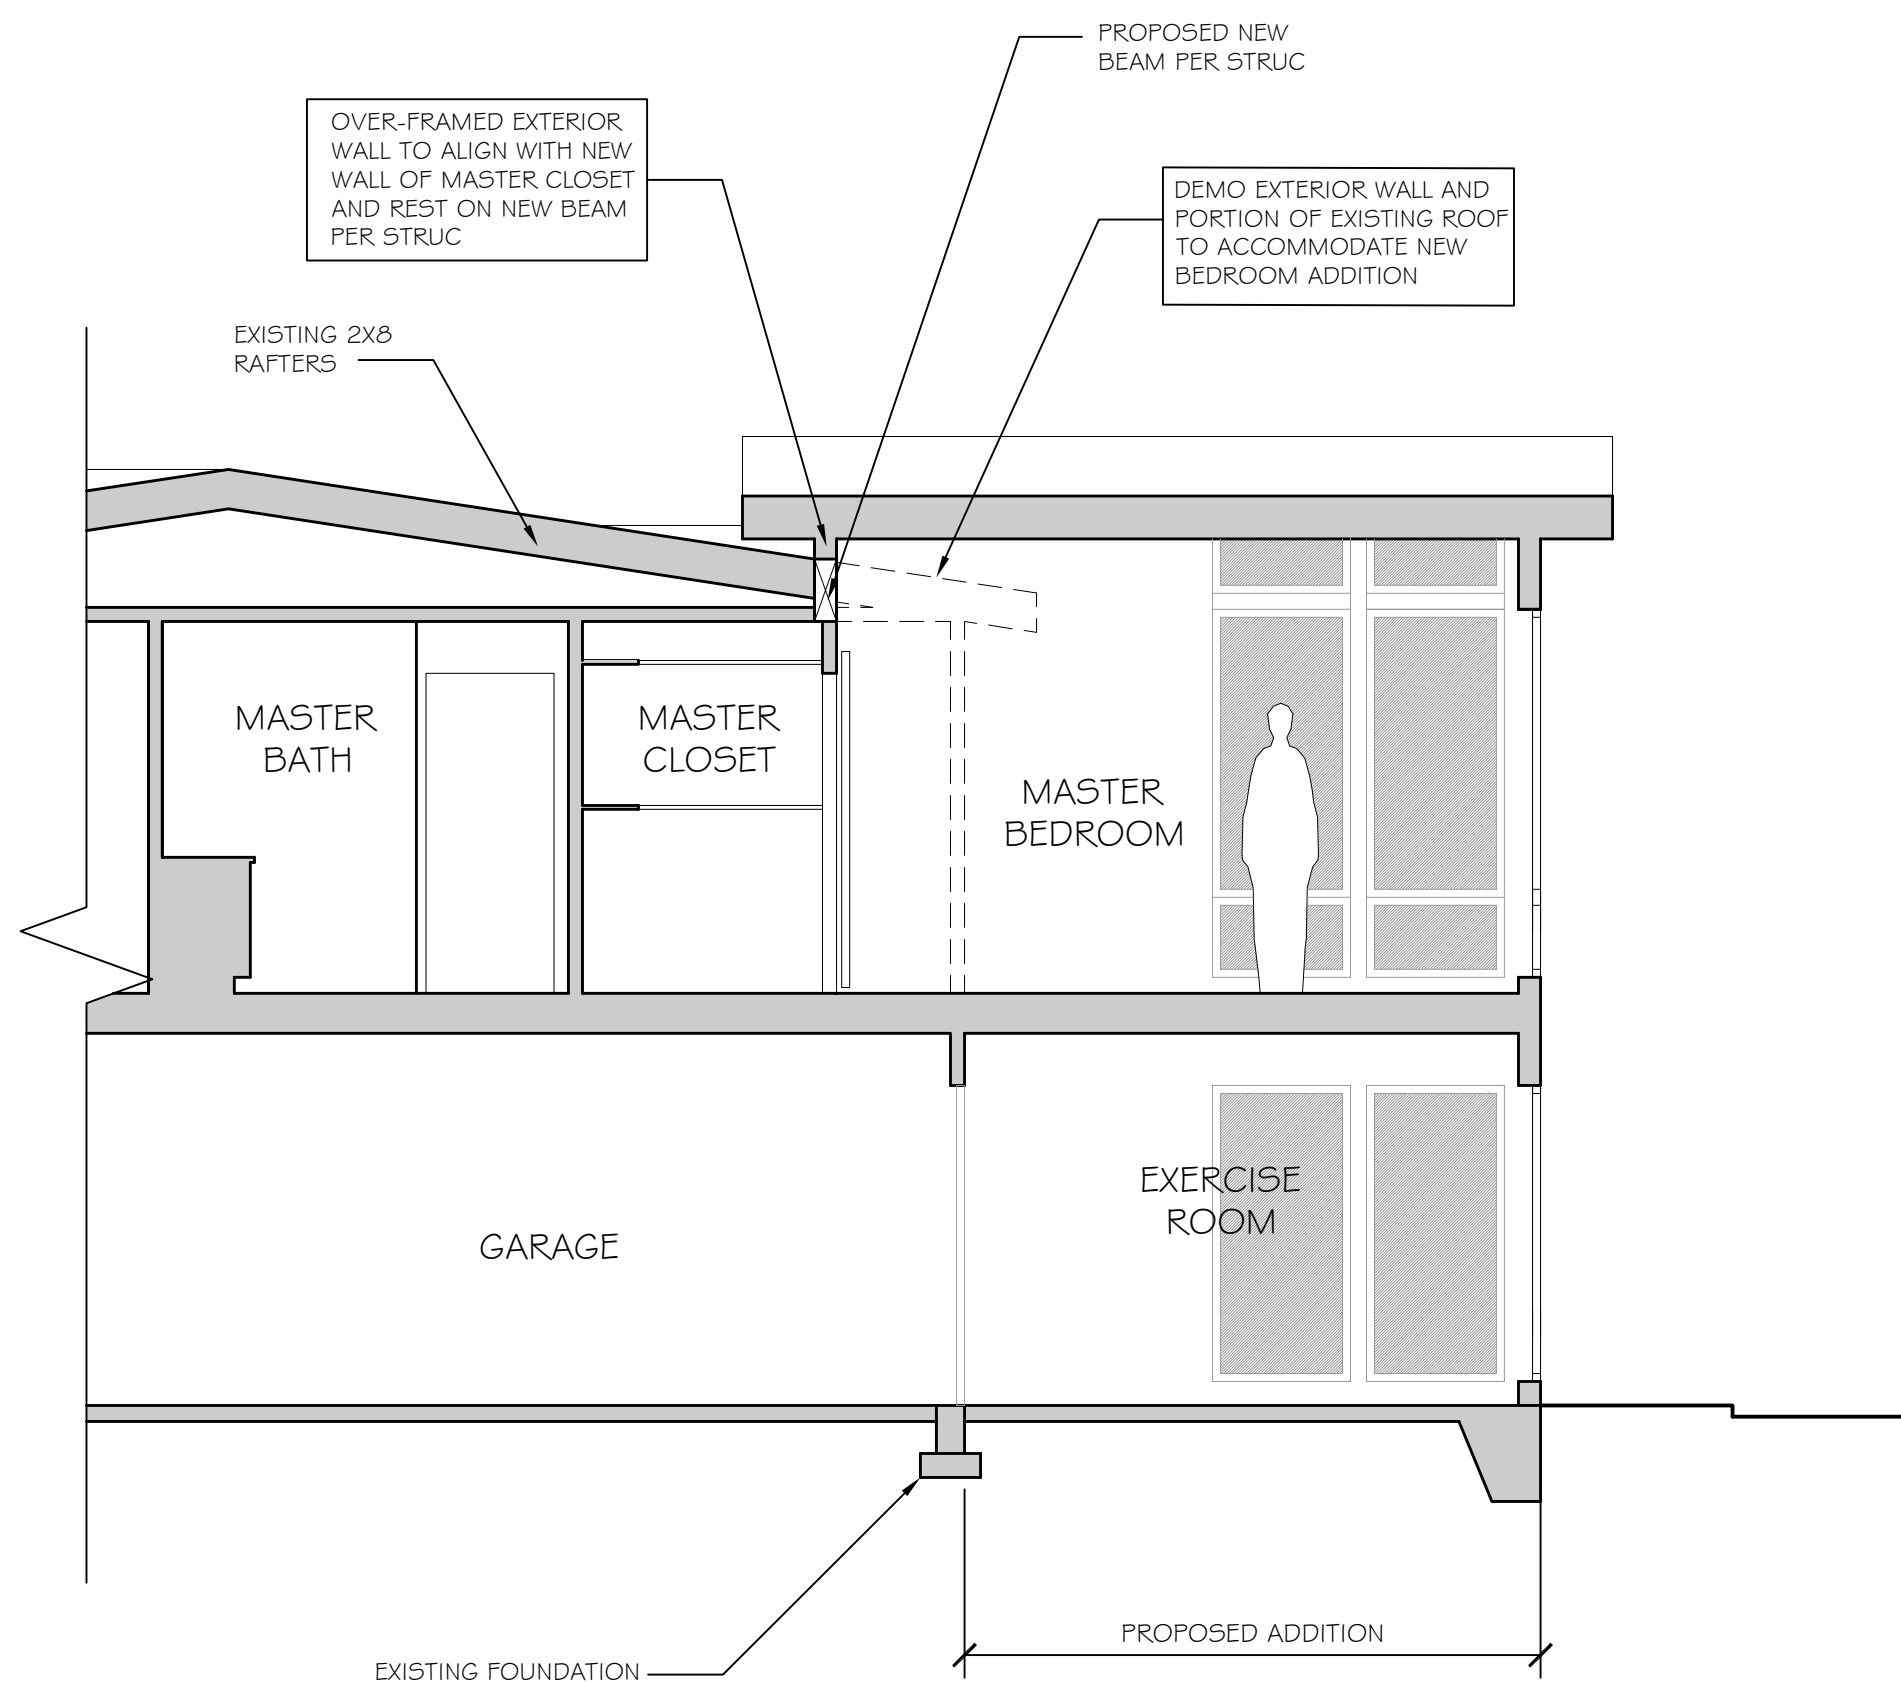 PROPOSED NEW
BEAM PER STRUC
OVER-FRAMED EXTERIOR
WALL TO ALIGN WITH NEW
WALL OF MASTER CLOSET
AND REST ON NEW BEAM
PER STRUC
DEMO EXTERIOR WALL AND
PORTION OF EXISTING ROOF
TO ACCOMMODATE NEW
BEDROOM ADDITION
EXISTING 2X8
RAFTERS
MASTER
BATH
MASTER
CLOSET
MASTER
BEDROOM
EXERCISE
ROOM
GARAGE
PROPOSED ADDITION
EXISTING FOUNDATION